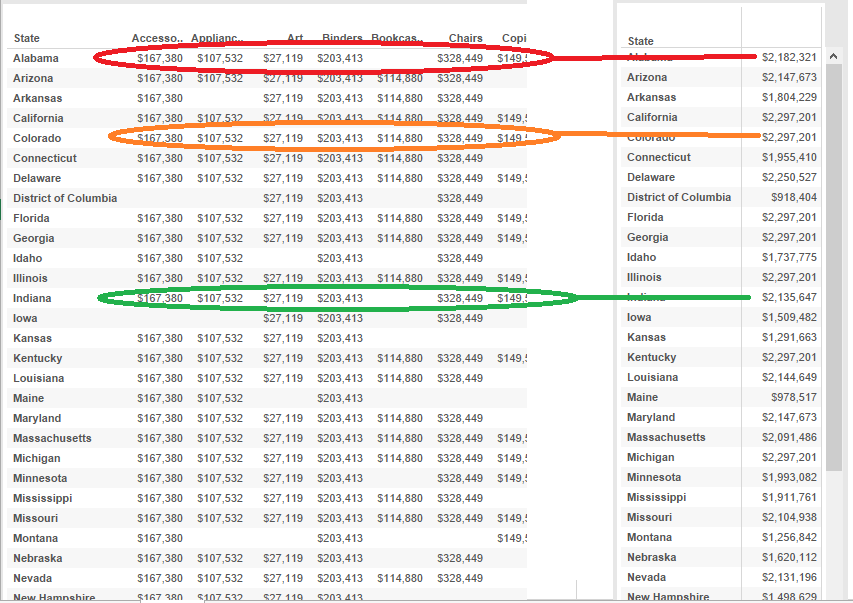 State Accesso.. Applianc.. Art Binders Bookcas.. Chairs Copi
Alabama $167,380 $107,532 $27,119 $203,413 $328,449 $149,
Arizona $167,380 $107,532 $27,119 $203,413 $114,880 $328,449
Arkansas $167,380 $27,119 $203,413 $114,880 $328,449
California $167,380 $107,532 $27,119 $203,413 $114,880 $328,449 $149,5
Colorado $167,380 $107,532 $27,119 $203,413 $114,880 $328,449 $149,
Connecticut $167,380 $107,532 $27,119 $203,413 $114,880 $328,449
Delaware $167,380 $107,532 $27,119 $203,413 $114,880 $328,449 $149,5
District of Columbia $27,119 $203,413 $328,449
Florida $167,380 $107,532 $27,119 $203,413 $114,880 $328,449 $149,5
Georgia $167,380 $107,532 $27,119 $203,413 $114,880 $328,449 $149,5
Idaho $167,380 $107,532 $203,413 $328,449
Illinois $167,380 $107,532 $27,119 $203,413 $114,880 $328,449 $149,5
Indiana $167,380 $107,532 $27,119 $203,413 $328,449 $149,5
Iowa $27,119 $203,413 $328,449
Kansas $167,380 $107,532 $27,119 $203,413
Kentucky $167,380 $107,532 $27,119 $203,413 $114,880 $328,449 $149,5
Louisiana $167,380 $107,532 $27,119 $203,413 $114,880 $328,449
Maine $167,380 $107,532 $203,413
Maryland $167,380 $107,532 $27,119 $203,413 $114,880 $328,449
Massachusetts $167,380 $107,532 $27,119 $203,413 $114,880 $328,449 $149,5
Michigan $167,380 $107,532 $27,119 $203,413 $114,880 $328,449 $149,5
Minnesota $167,380 $107,532 $27,119 $203,413 $328,449 $149,5
Mississippi $167,380 $107,532 $27,119 $203,413 $114,880 $328,449
Missouri $167,380 $107,532 $27,119 $203,413 $114,880 $328,449 $149,5
Montana $167,380 $203,413 $149,5
Nebraska $167,380 $107,532 $27,119 $203,413 $328,449
Nevada $167,380 $107,532 $27,119 $203,413 $114,880 $328,449
New Hampshire $167,380 $107,532 $27,119 $203,413
State
Alabama $2,182,321
Arizona $2,147,673
Arkansas $1,804,229
California $2,297,201
Colorado $2,297,201
Connecticut $1,955,410
Delaware $2,250,527
District of Columbia $918,404
Florida $2,297,201
Georgia $2,297,201
Idaho $1,737,775
Illinois $2,297,201
Indiana $2,135,647
Iowa $1,509,482
Kansas $1,291,663
Kentucky $2,297,201
Louisiana $2,144,649
Maine $978,517
Maryland $2,147,673
Massachusetts $2,091,486
Michigan $2,297,201
Minnesota $1,993,082
Mississippi $1,911,761
Missouri $2,104,938
Montana $1,256,842
Nebraska $1,620,112
Nevada $2,131,196
New Hampshire $1,498,629